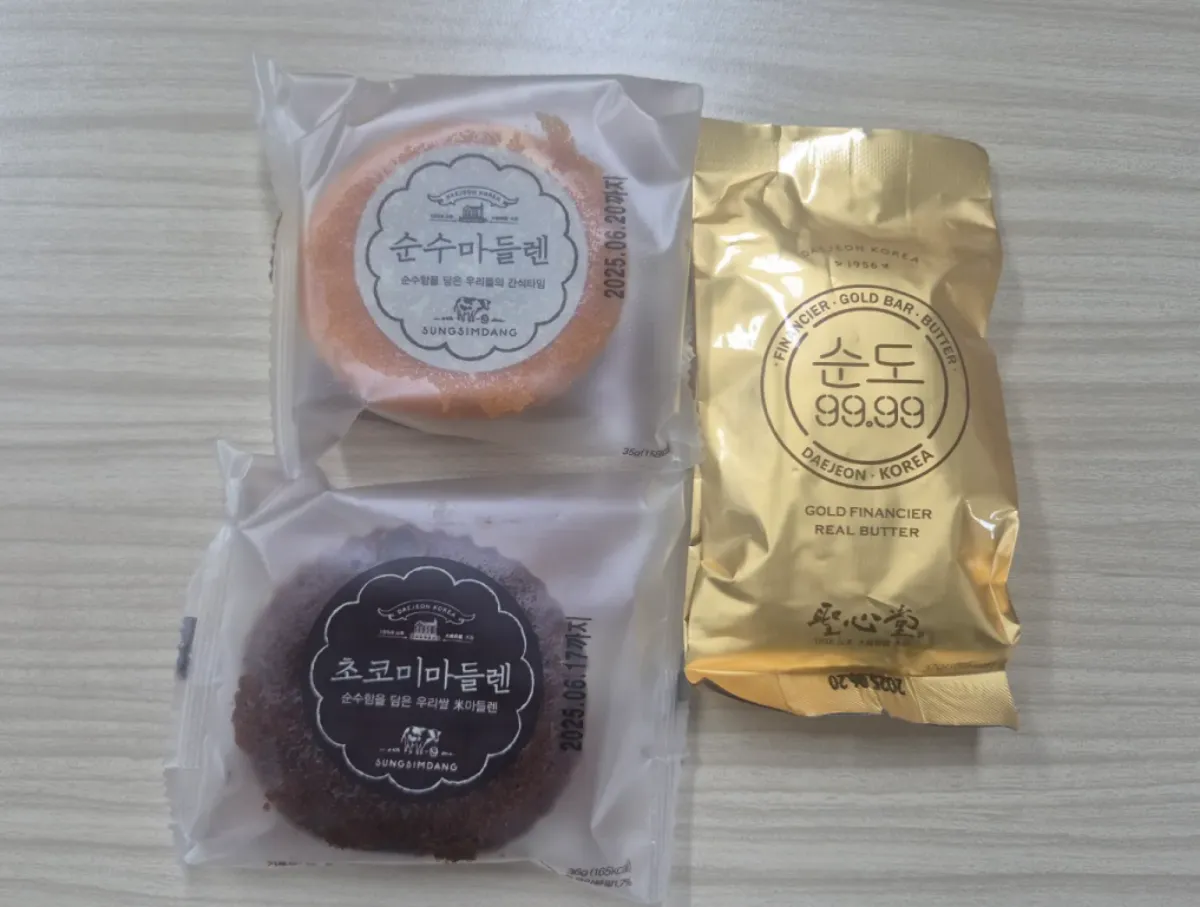 DAEJEON KOREA
순수마들렌
순수함을 담은 우리들의 간식타임
SUNGSIMDANG
2025.06.20까지
DAEJEON KOREA
초코미마들렌
순수함을 담은 우리쌀 米마들렌
SUNGSIMDANG
2025.06.17까지
36g(165kcal)
DAEJEON KOREA
1956
FINANCIER · GOLD BAR · BUTTER
순도
99.99
DAEJEON · KOREA
GOLD FINANCIER
REAL BUTTER
聖心堂